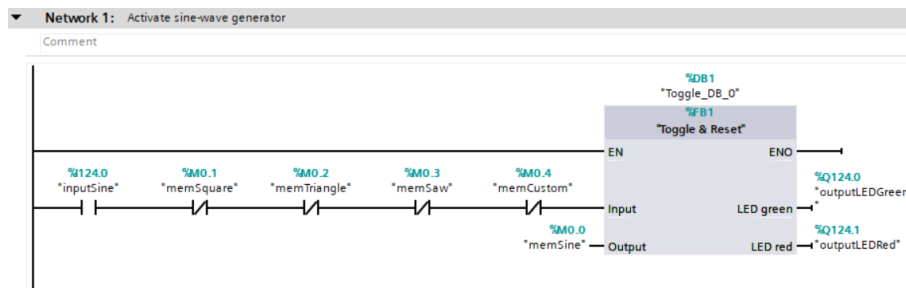 Network 1: Activate sine-wave generator
Comment
%DB1
"Toggle_DB_0"
%FB1
"Toggle & Reset"
EN ENO
%I124.0 %M0.1 %M0.2 %M0.3 %M0.4 %Q124.0
"inputSine" "memSquare" "memTriangle" "memSaw" "memCustom" "outputLEDGreen
"
Input LED green
%M0.0 %Q124.1
"memSine" Output LED red "outputLEDRed"